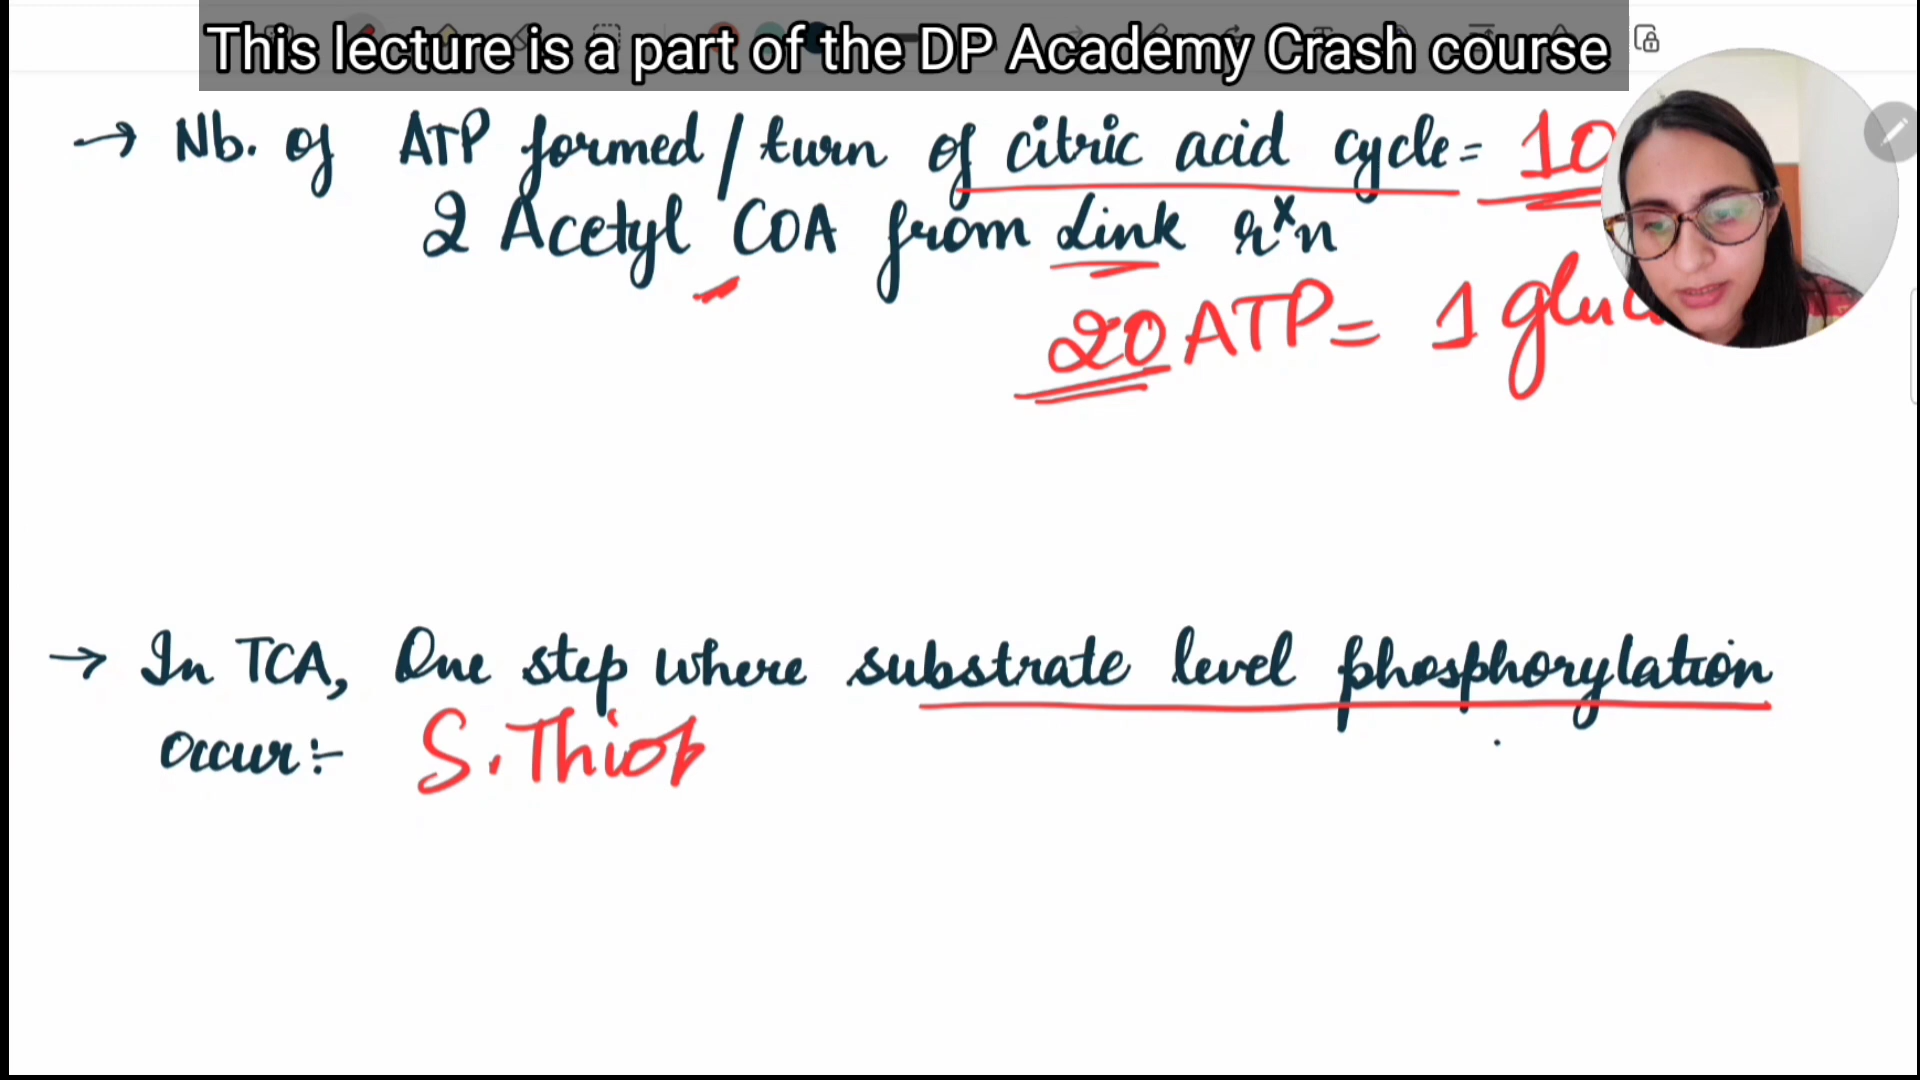 This lecture is a part of the DP Academy Crash course
→ Nb. of ATP formed / turn of citric acid cycle = 10
2 Acetyl COA from Link rxn
20 ATP = 1 gluc
→ In TCA, One step where substrate level phosphorylation
occur:- S. Thiok